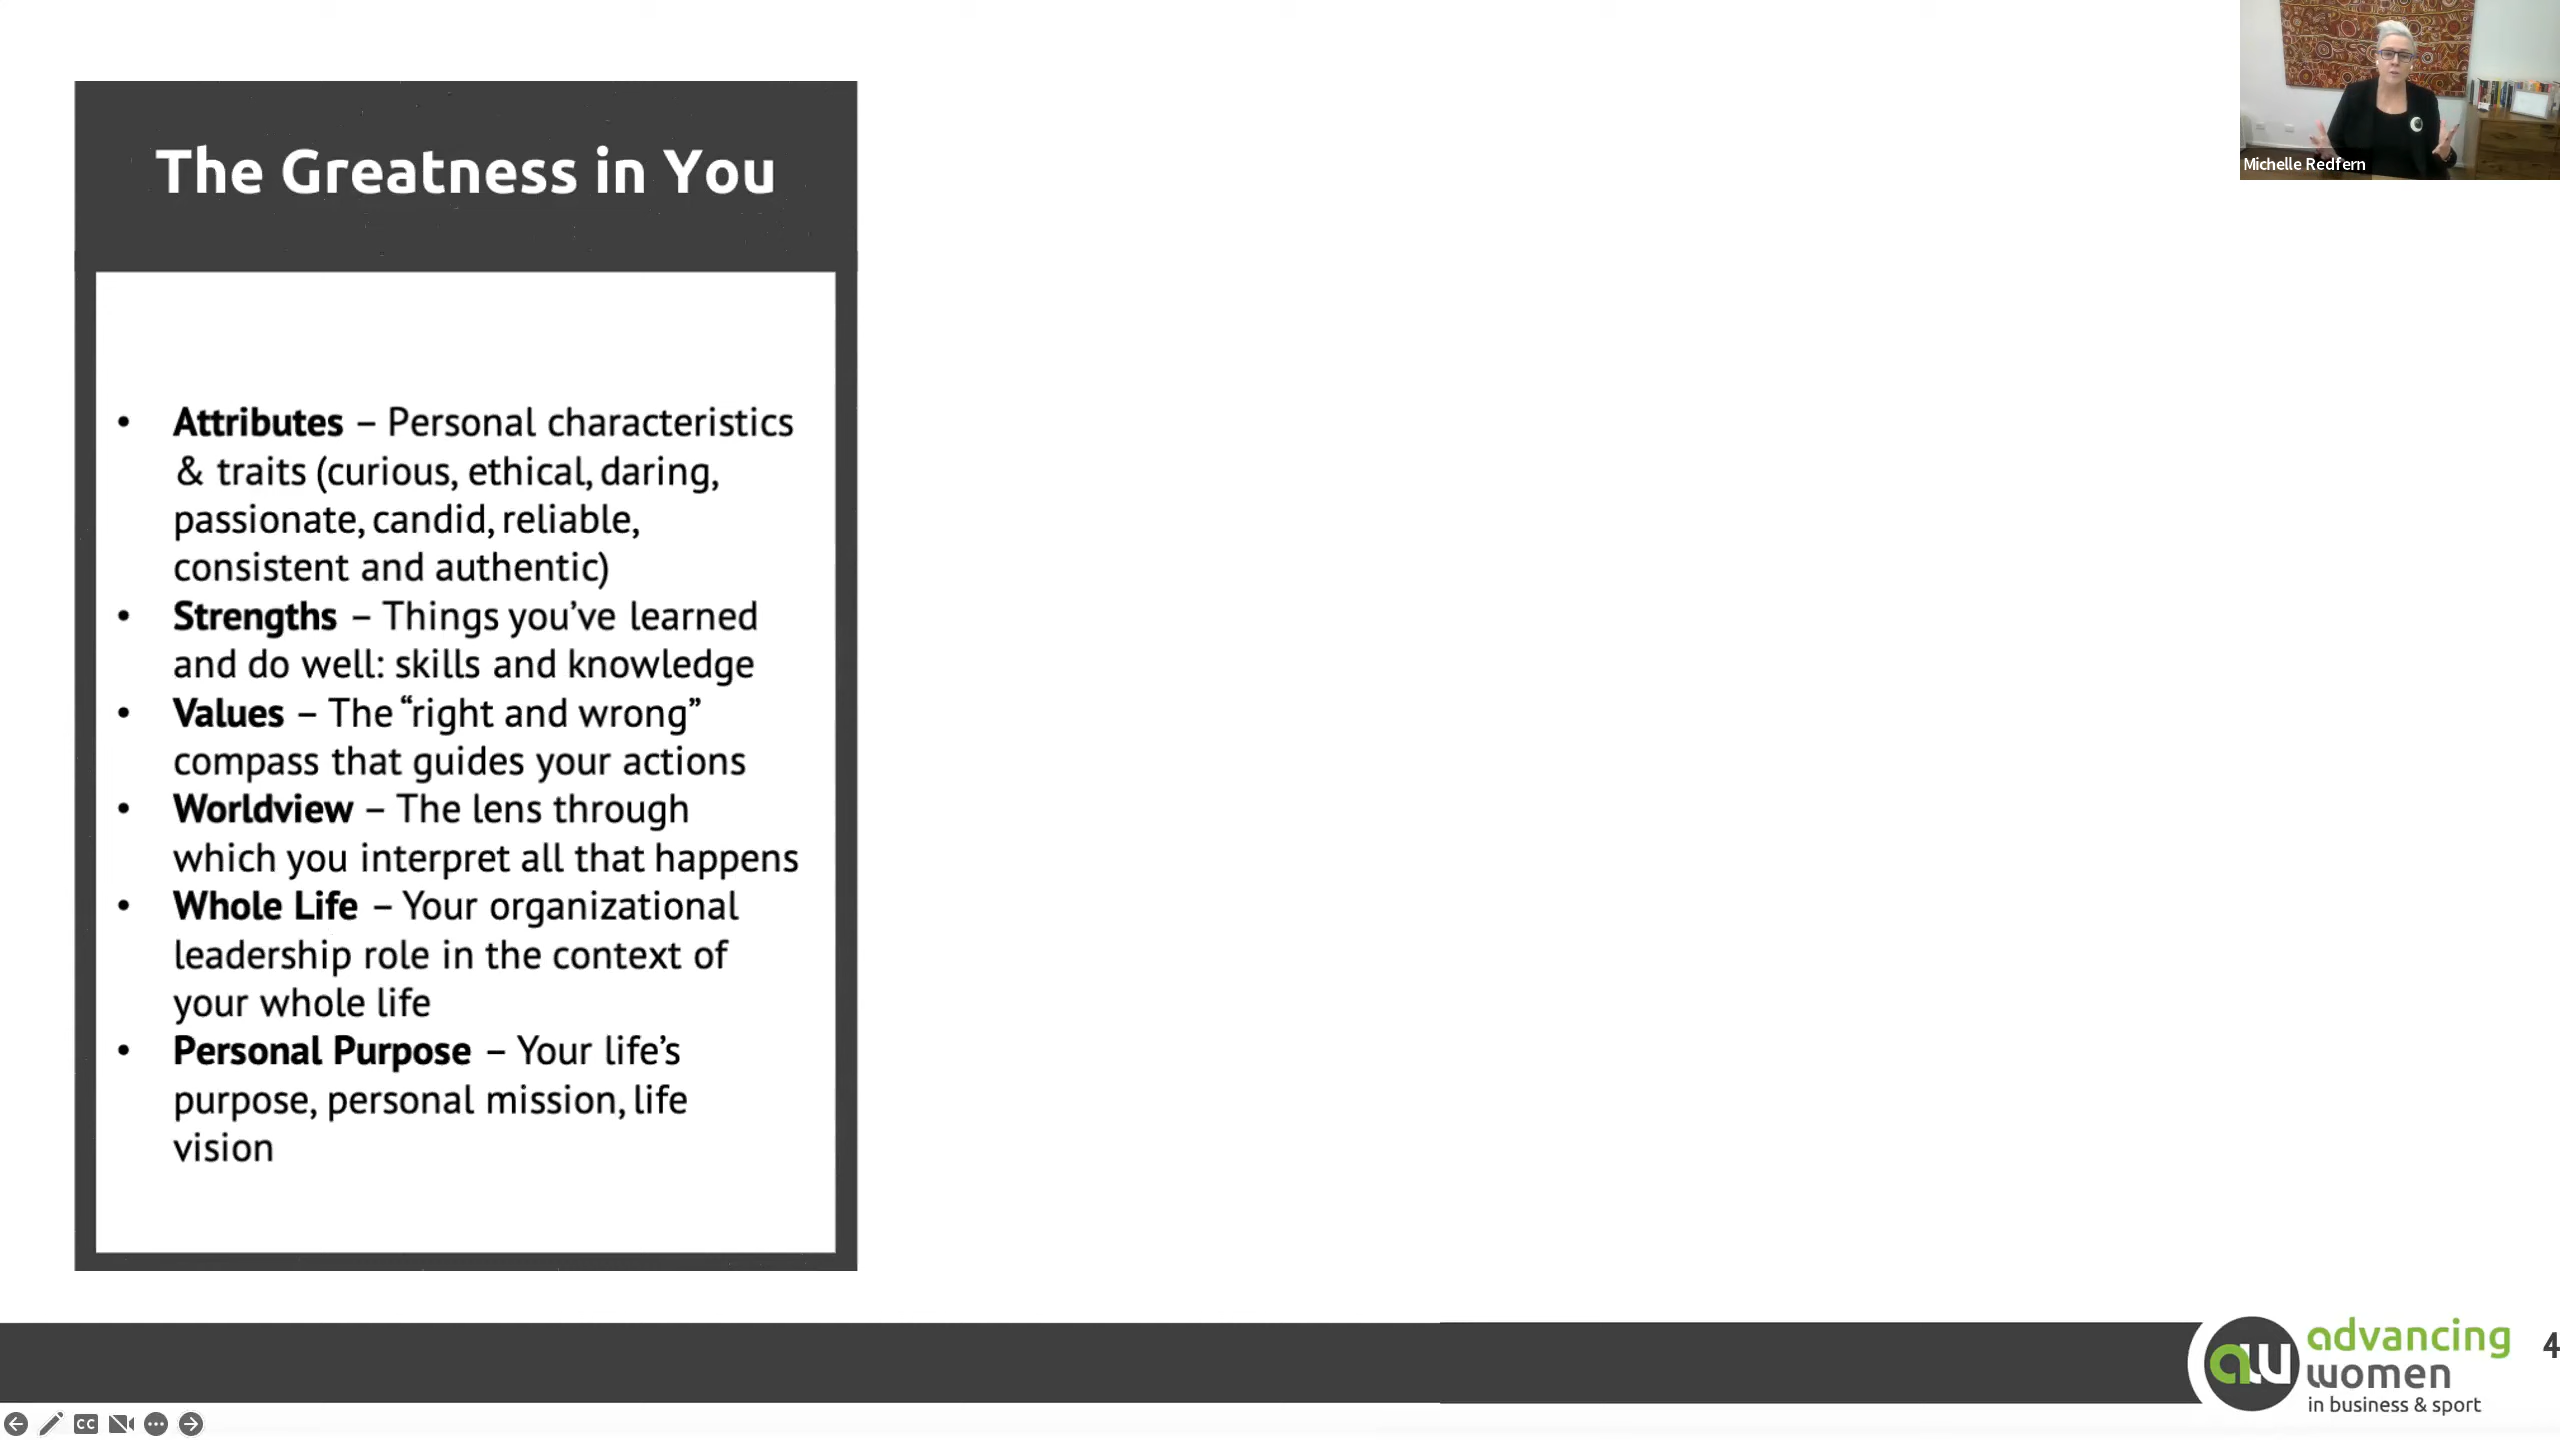 The Greatness in You
• Attributes – Personal characteristics
& traits (curious, ethical, daring,
passionate, candid, reliable,
consistent and authentic)
• Strengths – Things you’ve learned
and do well: skills and knowledge
• Values – The “right and wrong”
compass that guides your actions
• Worldview – The lens through
which you interpret all that happens
• Whole Life – Your organizational
leadership role in the context of
your whole life
• Personal Purpose – Your life’s
purpose, personal mission, life
vision
Michelle Redfern
aw
advancing
women
in business & sport
4
CC